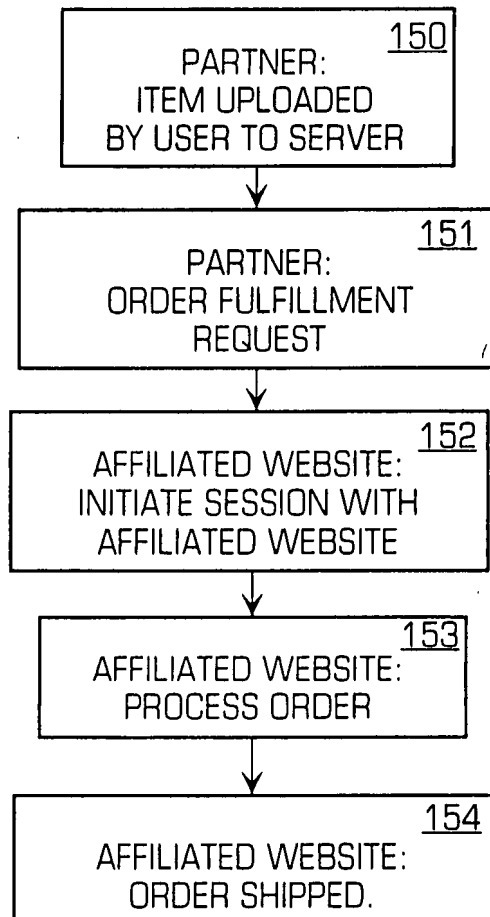 150
PARTNER:
ITEM UPLOADED
BY USER TO SERVER
151
PARTNER:
ORDER FULFILLMENT
REQUEST
152
AFFILIATED WEBSITE:
INITIATE SESSION WITH
AFFILIATED WEBSITE
153
AFFILIATED WEBSITE:
PROCESS ORDER
154
AFFILIATED WEBSITE:
ORDER SHIPPED.